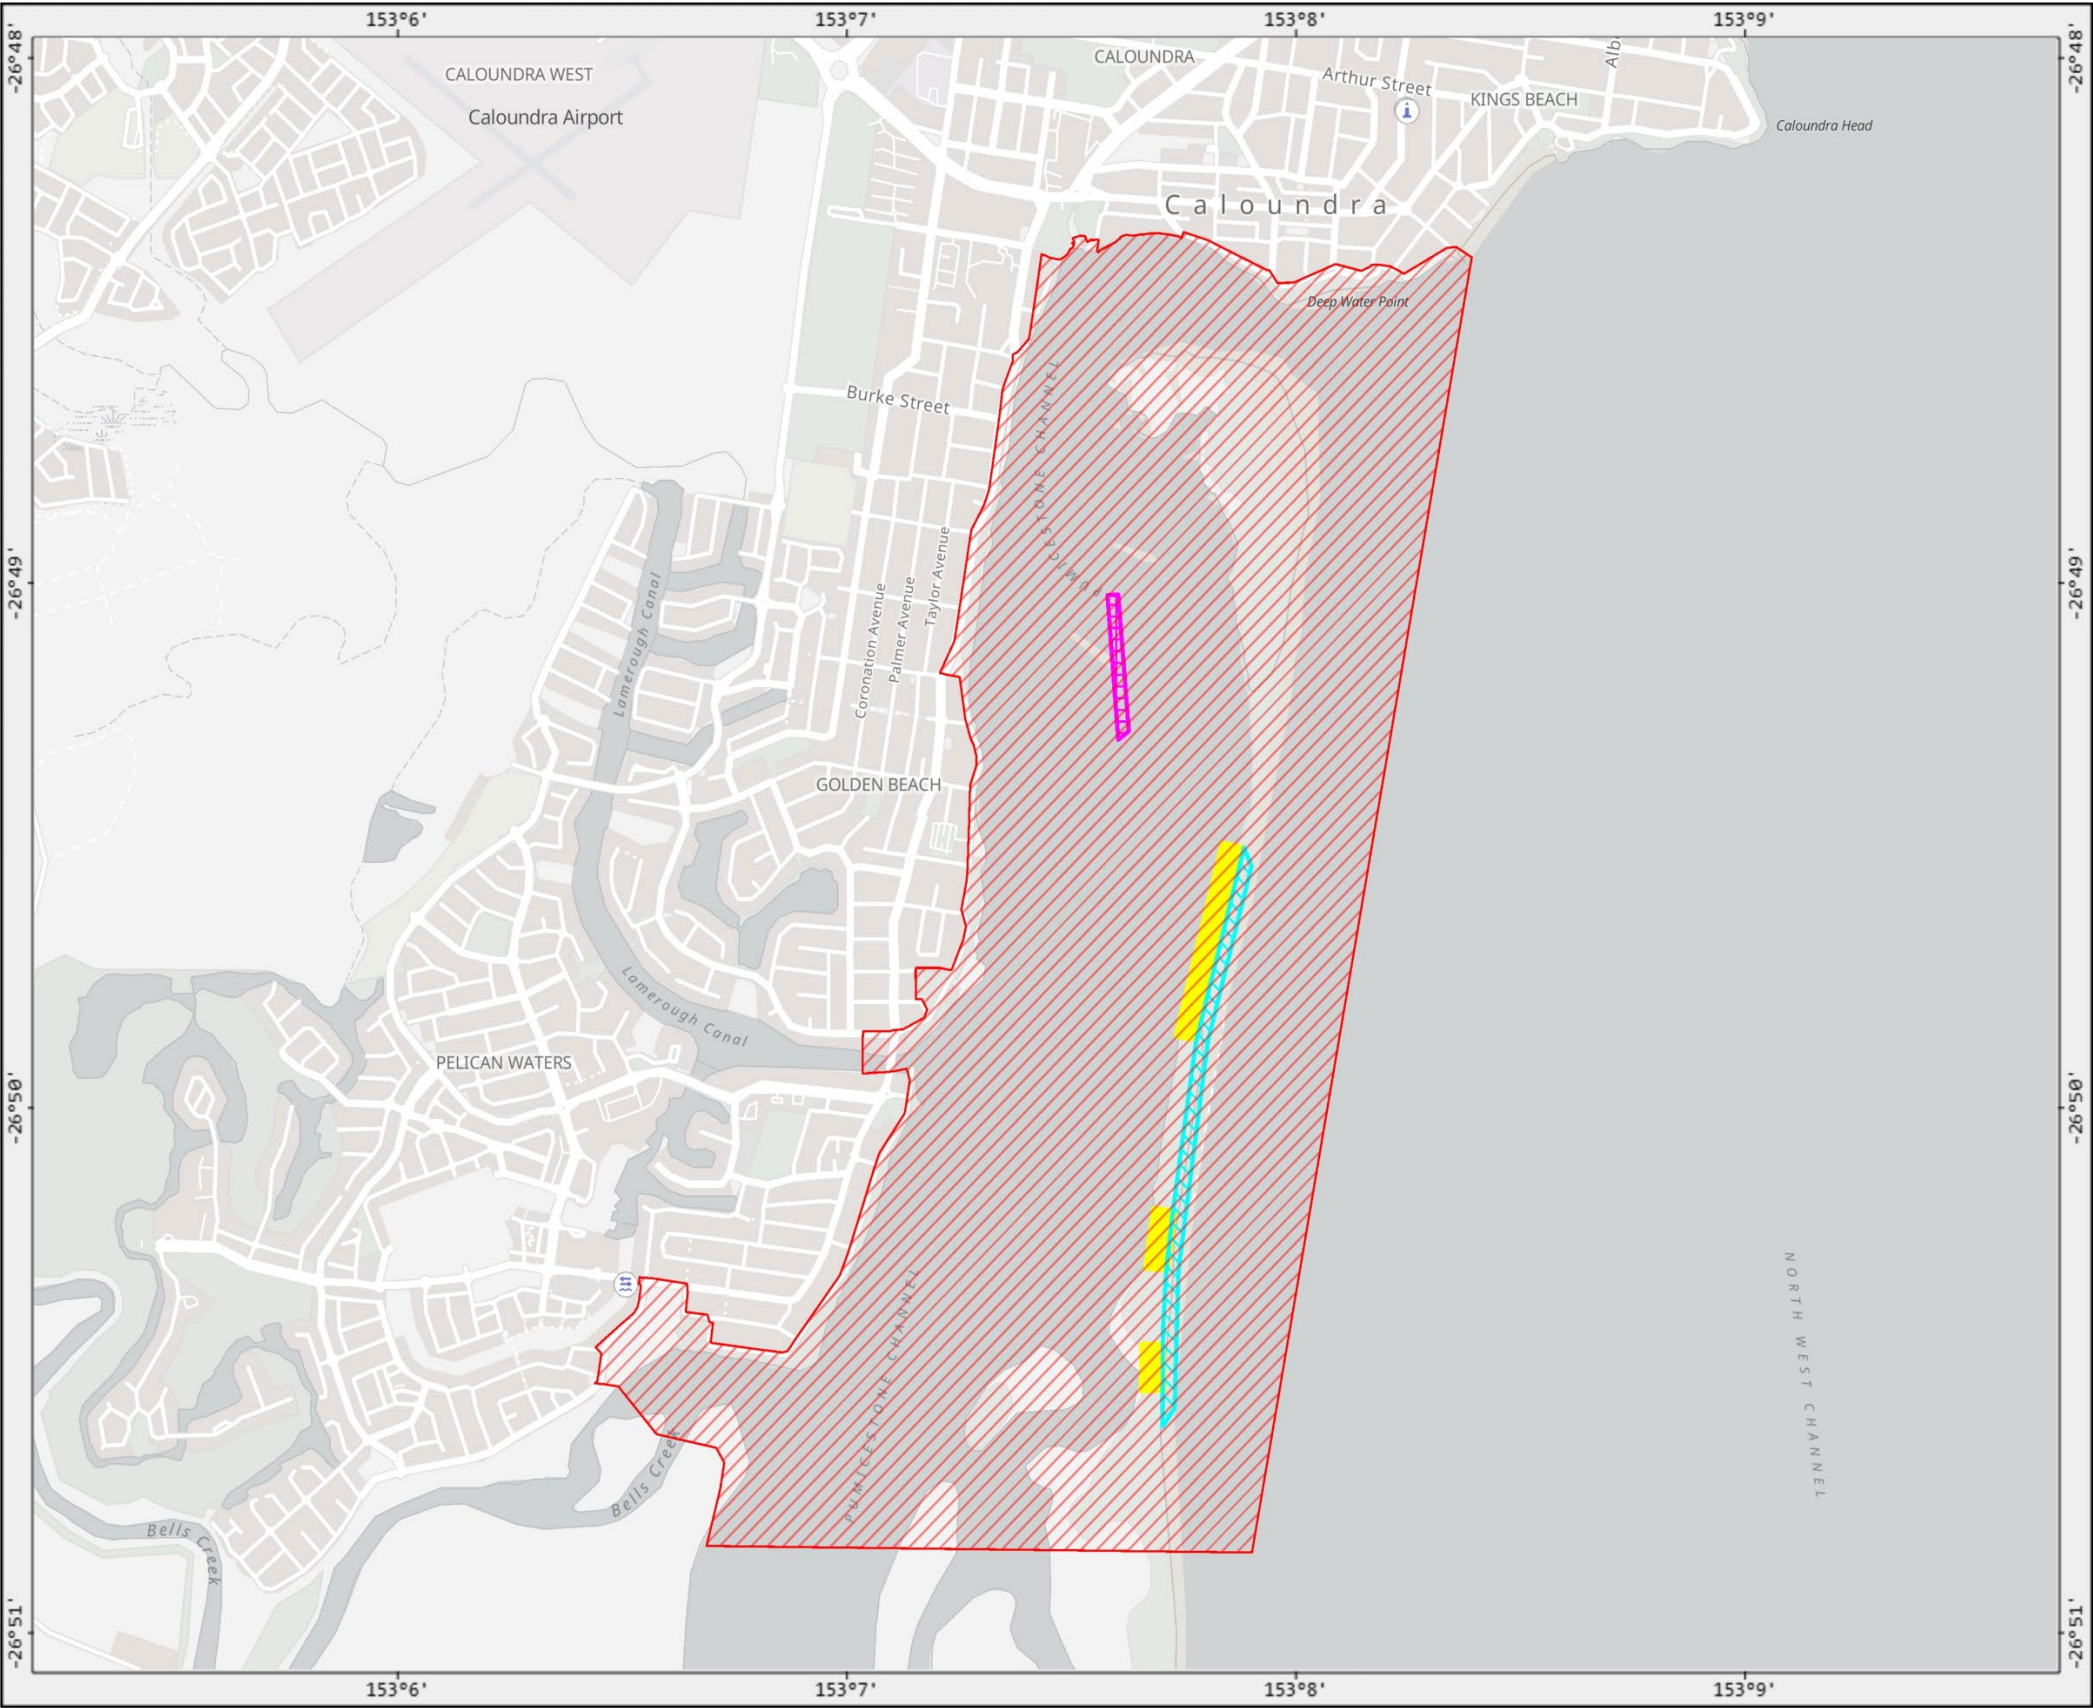 153°6'
153°7'
153°8'
153°9'
-26°48'
-26°48'
CALOUNDRA WEST
Caloundra Airport
CALOUNDRA
Arthur Street
KINGS BEACH
Caloundra Head
Caloundra
Deep Water Point
Burke Street
PUMICESTONE CHANNEL
-26°49'
-26°49'
Lamerough Canal
Coronation Avenue
Palmer Avenue
Taylor Avenue
GOLDEN BEACH
Lamerough Canal
PELICAN WATERS
-26°50'
-26°50'
PUMICESTONE CHANNEL
NORTH WEST CHANNEL
Bells Creek
Bells Creek
-26°51'
-26°51'
153°6'
153°7'
153°8'
153°9'